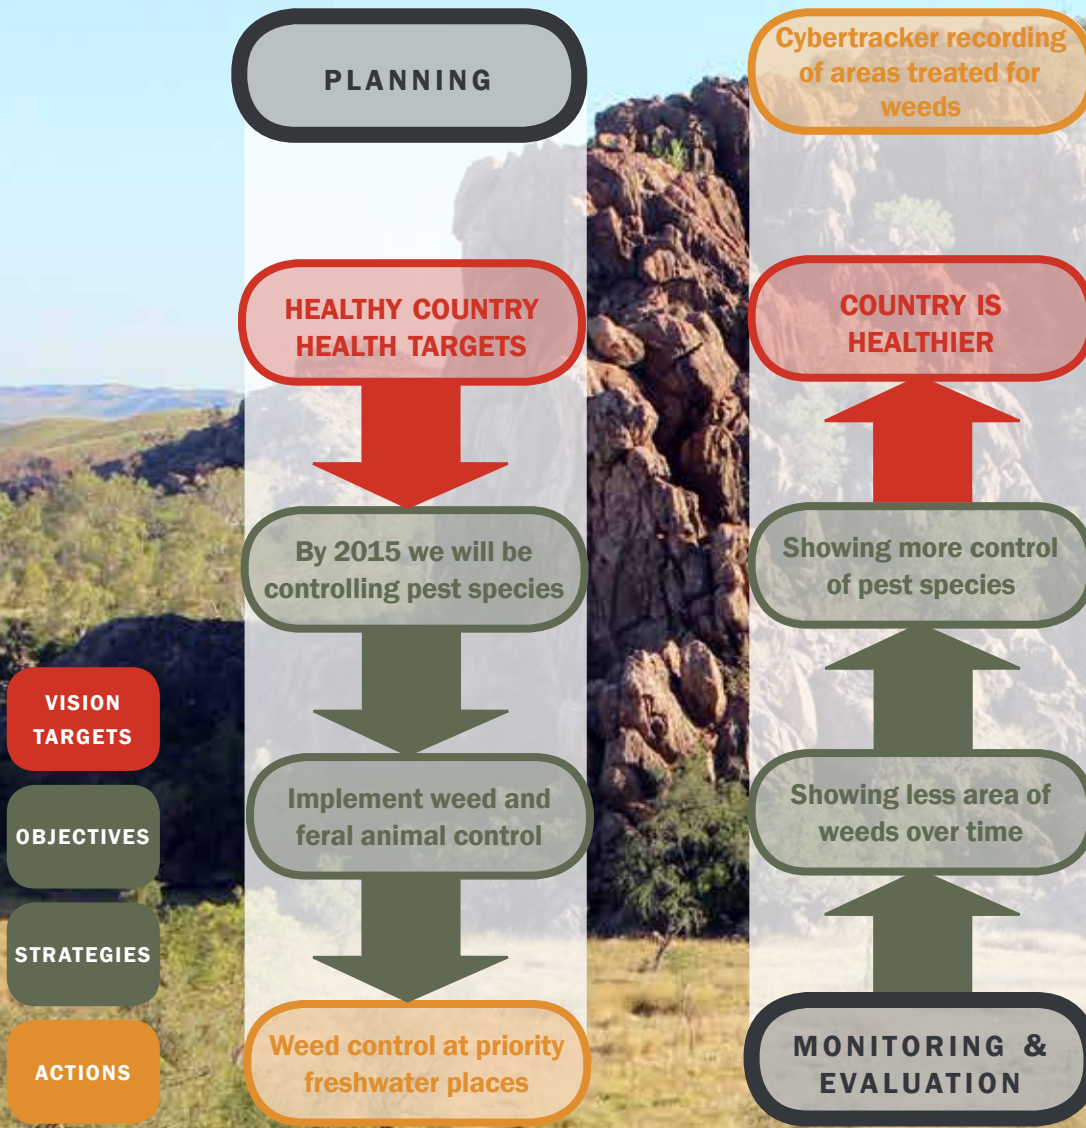 PLANNING
HEALTHY COUNTRY
HEALTH TARGETS
By 2015 we will be
controlling pest species
Implement weed and
feral animal control
Weed control at priority
freshwater places
Cybertracker recording
of areas treated for
weeds
COUNTRY IS
HEALTHIER
Showing more control
of pest species
Showing less area of
weeds over time
MONITORING &
EVALUATION
VISION
TARGETS
OBJECTIVES
STRATEGIES
ACTIONS